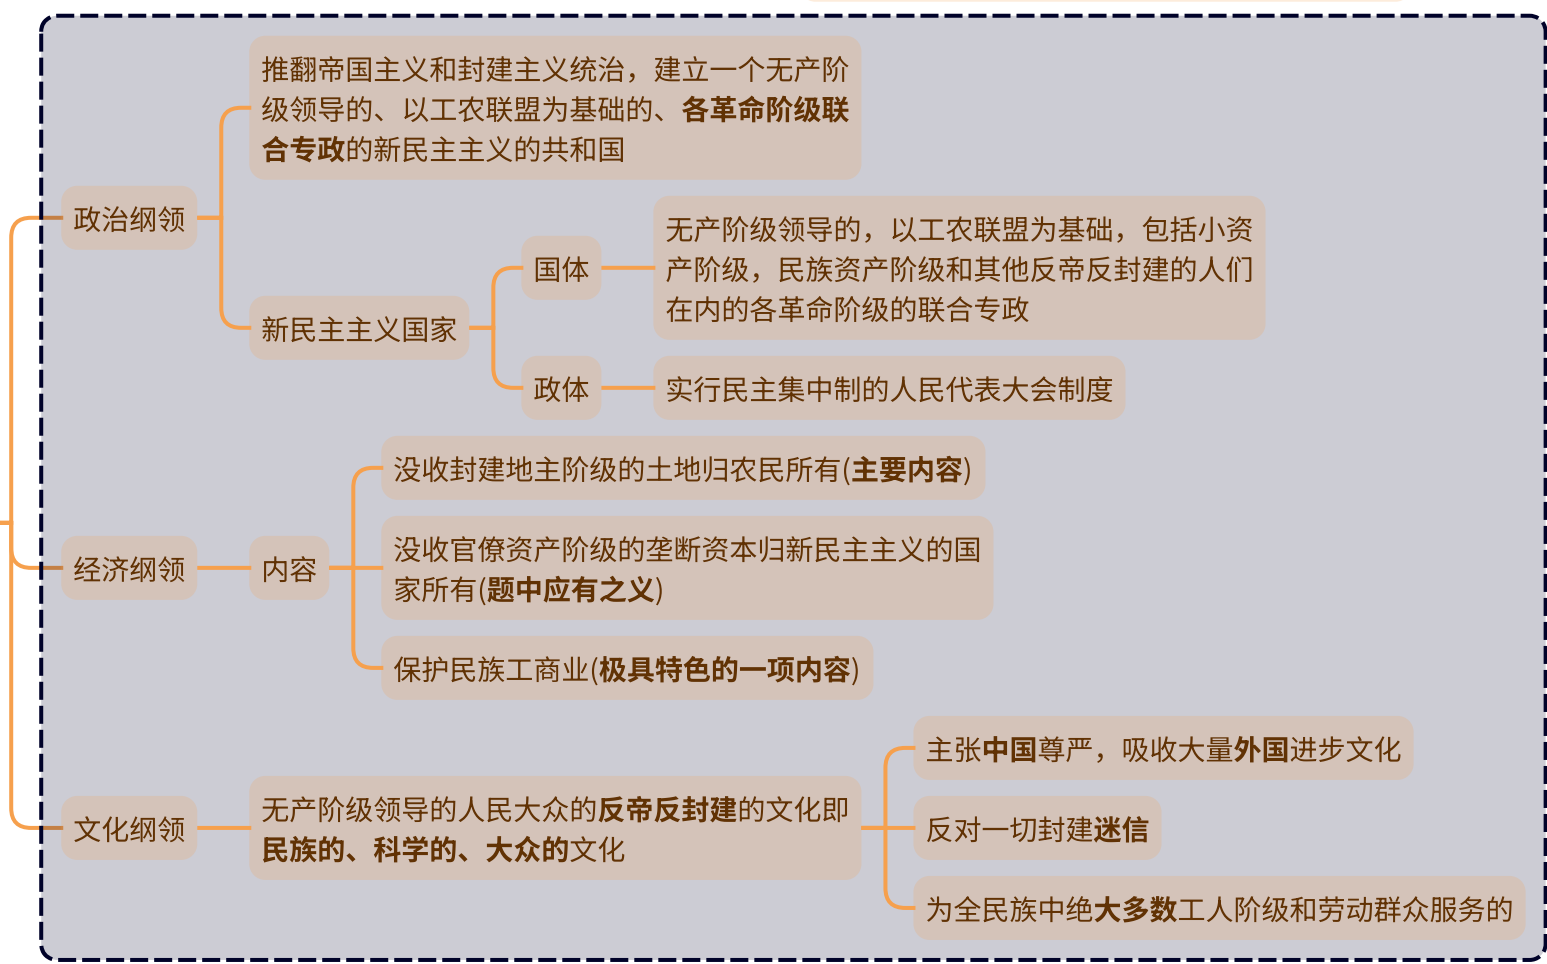 推翻帝国主义和封建主义统治，建立一个无产阶
级领导的、以工农联盟为基础的、各革命阶级联
合专政的新民主主义的共和国
政治纲领
无产阶级领导的，以工农联盟为基础，包括小资
产阶级，民族资产阶级和其他反帝反封建的人们
在内的各革命阶级的联合专政
国体
新民主主义国家
政体
实行民主集中制的人民代表大会制度
没收封建地主阶级的土地归农民所有(主要内容)
经济纲领
内容
没收官僚资产阶级的垄断资本归新民主主义的国
家所有(题中应有之义)
保护民族工商业(极具特色的一项内容)
主张中国尊严，吸收大量外国进步文化
文化纲领
无产阶级领导的人民大众的反帝反封建的文化即
民族的、科学的、大众的文化
反对一切封建迷信
为全民族中绝大多数工人阶级和劳动群众服务的